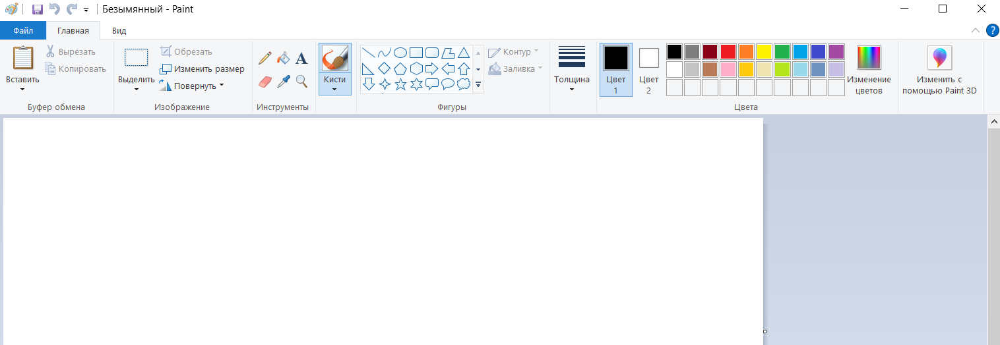 Безымянный - Paint
Файл
Главная
Вид
?
Вставить
Вырезать
Копировать
Буфер обмена
Выделить
Обрезать
Изменить размер
Повернуть
Изображение
A
Инструменты
Кисти
Контур
Заливка
Фигуры
Толщина
Цвет
1
Цвет
2
Изменение
цветов
Цвета
Изменить с
помощью Paint 3D